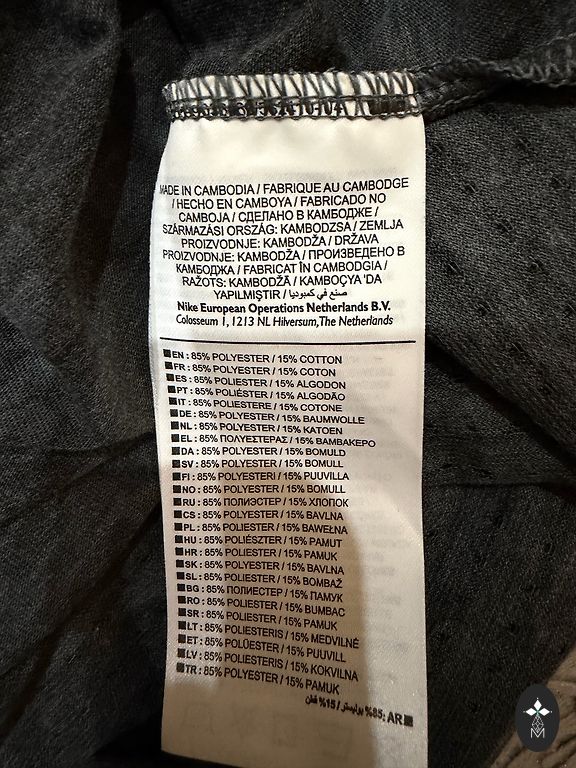 MADE IN CAMBODIA / FABRIQUE AU CAMBODGE
/ HECHO EN CAMBOYA / FABRICADO NO
CAMBOJA / СДЕЛАНО В КАМБОДЖЕ /
SZÁRMAZÁSI ORSZÁG: KAMBODZSA / ZEMLJA
PROIZVODNJE: KAMBODŽA / DRŽAVA
PROIZVODNJE: KAMBODŽA / ПРОИЗВЕДЕНО В
КАМБОДЖА / FABRICAT ÎN CAMBODGIA /
RAŽOTS: KAMBODŽĀ / KAMBOÇYA 'DA
YAPILMIŞTIR / صنع في كمبوديا
Nike European Operations Netherlands B.V.
Colosseum 1, 1213 NL Hilversum, The Netherlands
EN : 85% POLYESTER / 15% COTTON
FR : 85% POLYESTER / 15% COTON
ES : 85% POLIESTER / 15% ALGODON
PT : 85% POLIÉSTER / 15% ALGODÃO
IT : 85% POLIESTERE / 15% COTONE
DE : 85% POLYESTER / 15% BAUMWOLLE
NL : 85% POLYESTER / 15% KATOEN
EL : 85% ΠΟΛΥΕΣΤΕΡΑΣ / 15% ΒΑΜΒΑΚΕΡΟ
DA : 85% POLYESTER / 15% BOMULD
SV : 85% POLYESTER / 15% BOMULL
FI : 85% POLYESTERI / 15% PUUVILLA
NO : 85% POLYESTER / 15% BOMULL
RU : 85% ПОЛИЭСТЕР / 15% ХЛОПОК
CS : 85% POLYESTER / 15% BAVLNA
PL : 85% POLYESTER / 15% BAWEŁNA
HU : 85% POLIÉSZTER / 15% PAMUT
HR : 85% POLIESTER / 15% PAMUK
SK : 85% POLYESTER / 15% BAVLNA
SL : 85% POLIESTER / 15% BOMBAŽ
BG : 85% ПОЛИЕСТЕР / 15% ПАМУК
RO : 85% POLIESTER / 15% BUMBAC
SR : 85% POLIESTER / 15% PAMUK
LT : 85% POLIESTERIS / 15% MEDVILNĖ
ET : 85% POLÜESTER / 15% PUUVILL
LV : 85% POLIESTERIS / 15% KOKVILNA
TR : 85% POLYESTER / 15% PAMUK
AR :85% بوليستر / 15% قطن
M